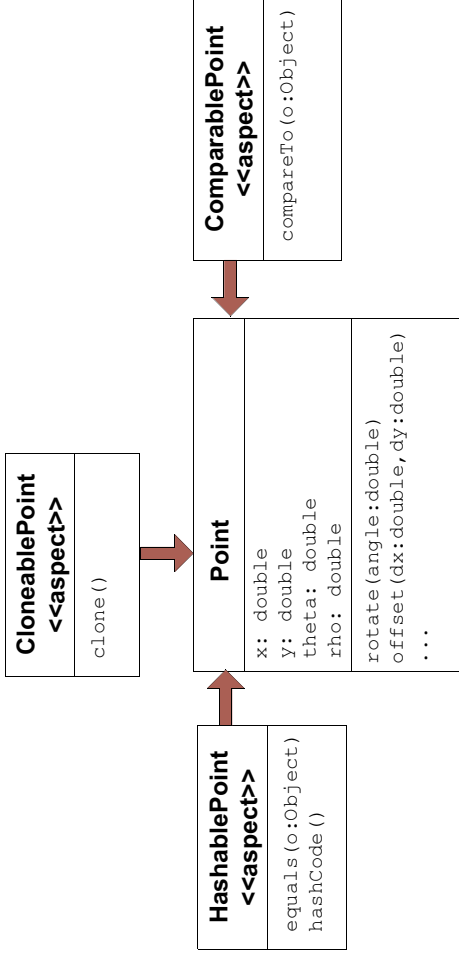 CloneablePoint
<<aspect>>
clone()
HashablePoint
<<aspect>>
equals(o:Object)
hashCode()
Point
x: double
y: double
theta: double
rho: double
rotate(angle:double)
offset(dx:double,dy:double)
...
ComparablePoint
<<aspect>>
compareTo(o:Object)